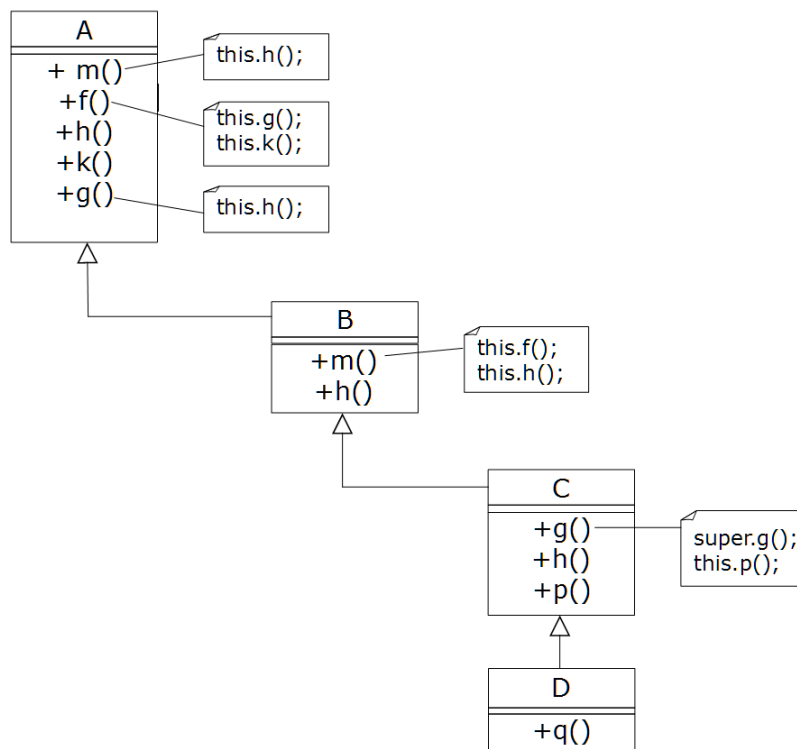 A
+ m()
this.h();
+f()
this.g();
this.k();
+h()
+k()
+g()
this.h();
B
+m()
this.f();
this.h();
+h()
C
+g()
super.g();
this.p();
+h()
+p()
D
+q()